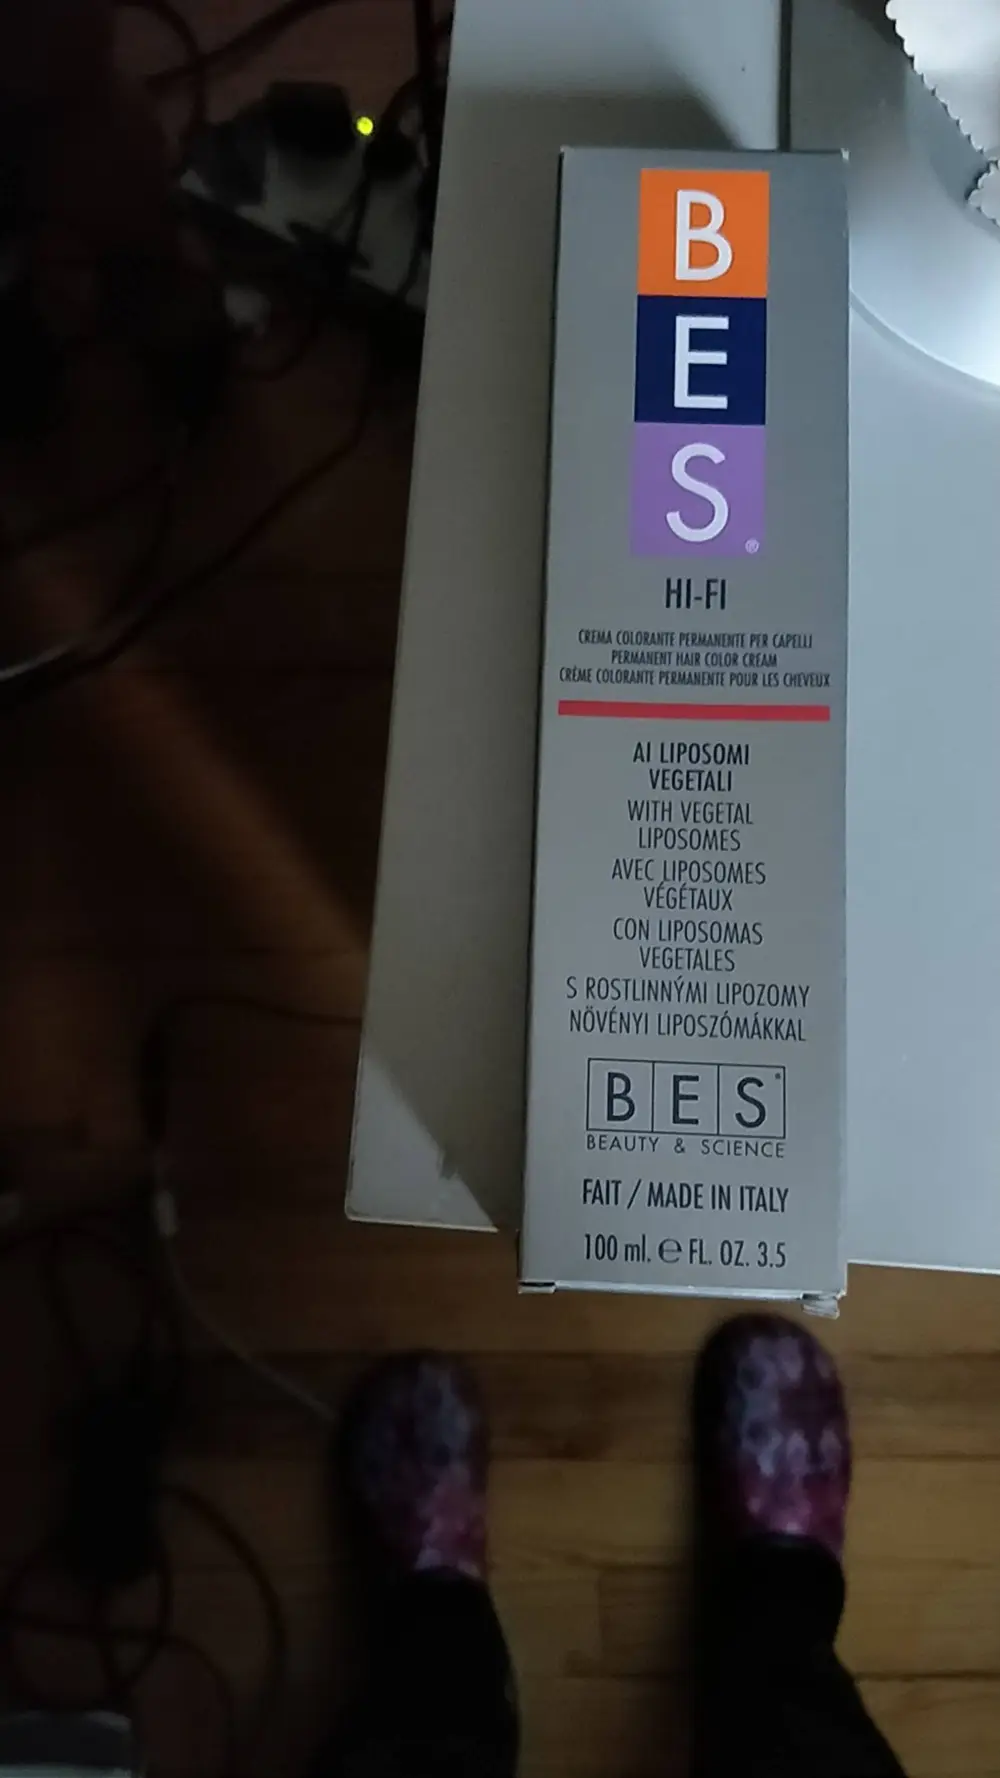 B
E
S®
HI-FI
CREMA COLORANTE PERMANENTE PER CAPELLI
PERMANENT HAIR COLOR CREAM
CRÈME COLORANTE PERMANENTE POUR LES CHEVEUX
AI LIPOSOMI
VEGETALI
WITH VEGETAL
LIPOSOMES
AVEC LIPOSOMES
VÉGÉTAUX
CON LIPOSOMAS
VEGETALES
S ROSTLINNÝMI LIPOZOMY
NÖVÉNYI LIPOSZÓMÁKKAL
BES®
BEAUTY & SCIENCE
FAIT / MADE IN ITALY
100 ml. ℮ FL. OZ. 3.5